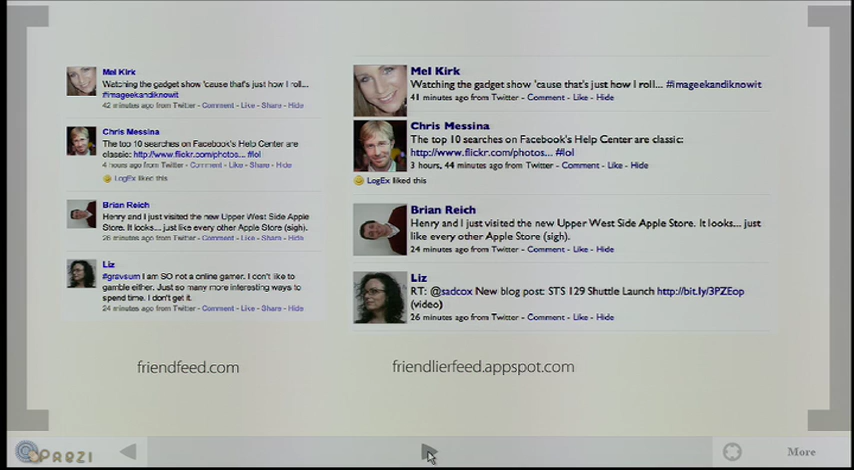 Mel Kirk
Watching the gadget show 'cause that's just how I roll...
#imageekandiknowit
42 minutes ago from Twitter - Comment - Like - Share - Hide
Chris Messina
The top 10 searches on Facebook's Help Center are
classic: http://www.flickr.com/photos... #lol
4 hours ago from Twitter - Comment - Like - Share - Hide
LogEx liked this
Brian Reich
Henry and I just visited the new Upper West Side Apple
Store. It looks... just like every other Apple Store (sigh).
26 minutes ago from Twitter - Comment - Like - Share - Hide
Liz
#gravsum I am SO not a online gamer. I don't like to
gamble either. Just so many more interesting ways to
spend time. I don't get it.
24 minutes ago from Twitter - Comment - Like - Share - Hide
friendfeed.com
Mel Kirk
Watching the gadget show 'cause that's just how I roll... #imageekandiknowit
41 minutes ago from Twitter - Comment - Like - Hide
Chris Messina
The top 10 searches on Facebook's Help Center are classic:
http://www.flickr.com/photos... #lol
3 hours, 44 minutes ago from Twitter - Comment - Like - Hide
LogEx liked this
Brian Reich
Henry and I just visited the new Upper West Side Apple Store. It looks... just
like every other Apple Store (sigh).
24 minutes ago from Twitter - Comment - Like - Hide
Liz
RT: @sadcox New blog post: STS 129 Shuttle Launch http://bit.ly/3PZEop
(video)
26 minutes ago from Twitter - Comment - Like - Hide
friendlierfeed.appspot.com
PREZI
More